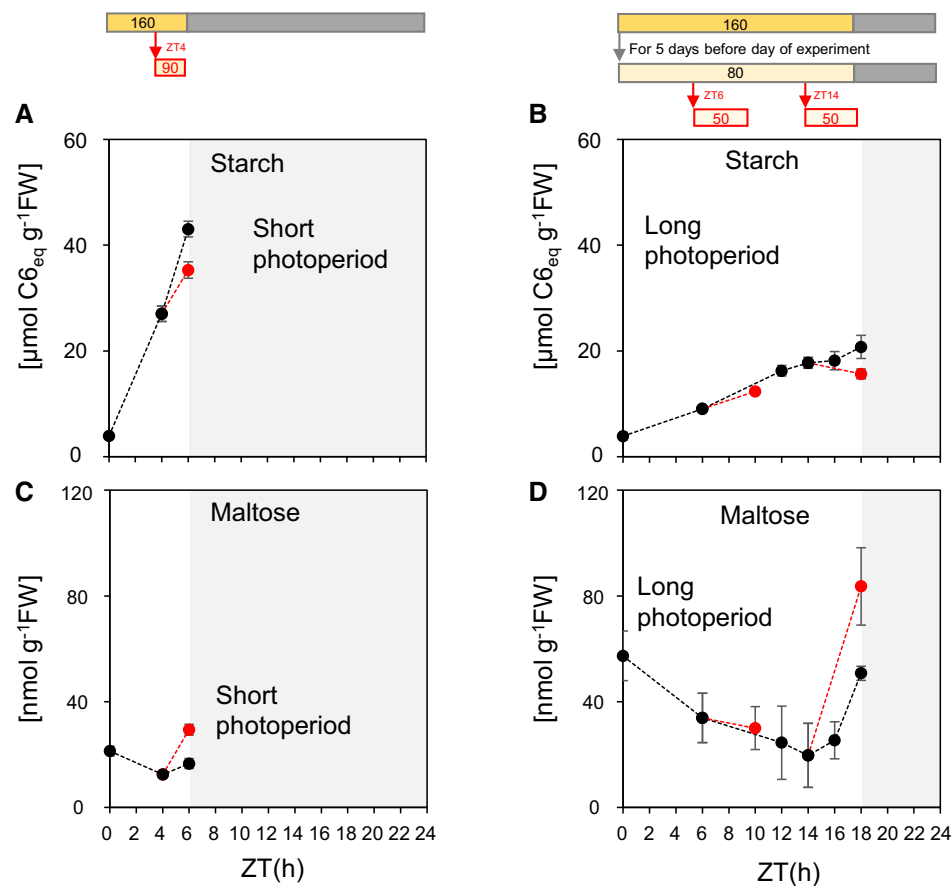 160
ZT4
90
160
For 5 days before day of experiment
80
ZT6
ZT14
50
50
A
60
40
20
0
[µmol C6eq g⁻¹FW]
Starch
Short
photoperiod
B
60
40
20
0
[µmol C6eq g⁻¹FW]
Starch
Long
photoperiod
C
120
80
40
0
[nmol g⁻¹FW]
Maltose
Short
photoperiod
0 2 4 6 8 10 12 14 16 18 20 22 24
ZT(h)
D
120
80
40
0
[nmol g⁻¹FW]
Maltose
Long
photoperiod
0 2 4 6 8 10 12 14 16 18 20 22 24
ZT(h)